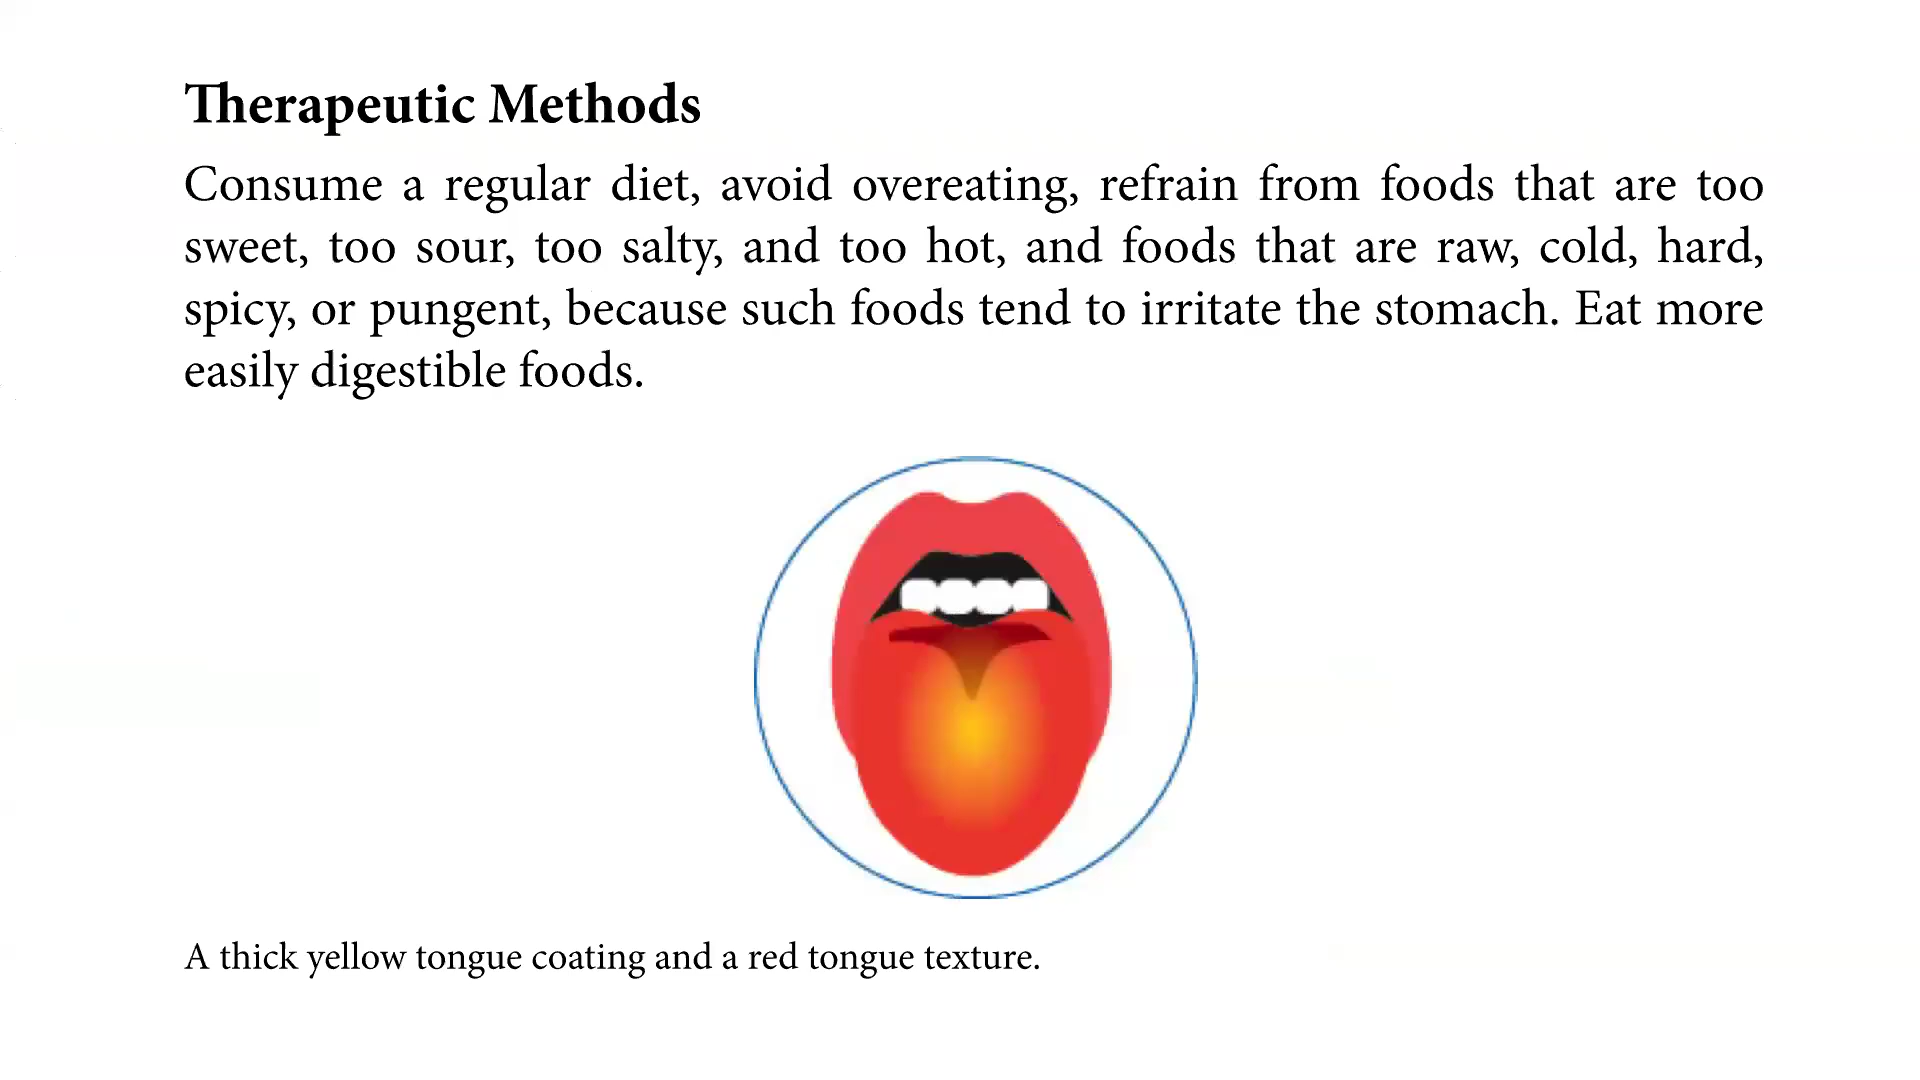 Therapeutic Methods
Consume a regular diet, avoid overeating, refrain from foods that are too
sweet, too sour, too salty, and too hot, and foods that are raw, cold, hard,
spicy, or pungent, because such foods tend to irritate the stomach. Eat more
easily digestible foods.
A thick yellow tongue coating and a red tongue texture.